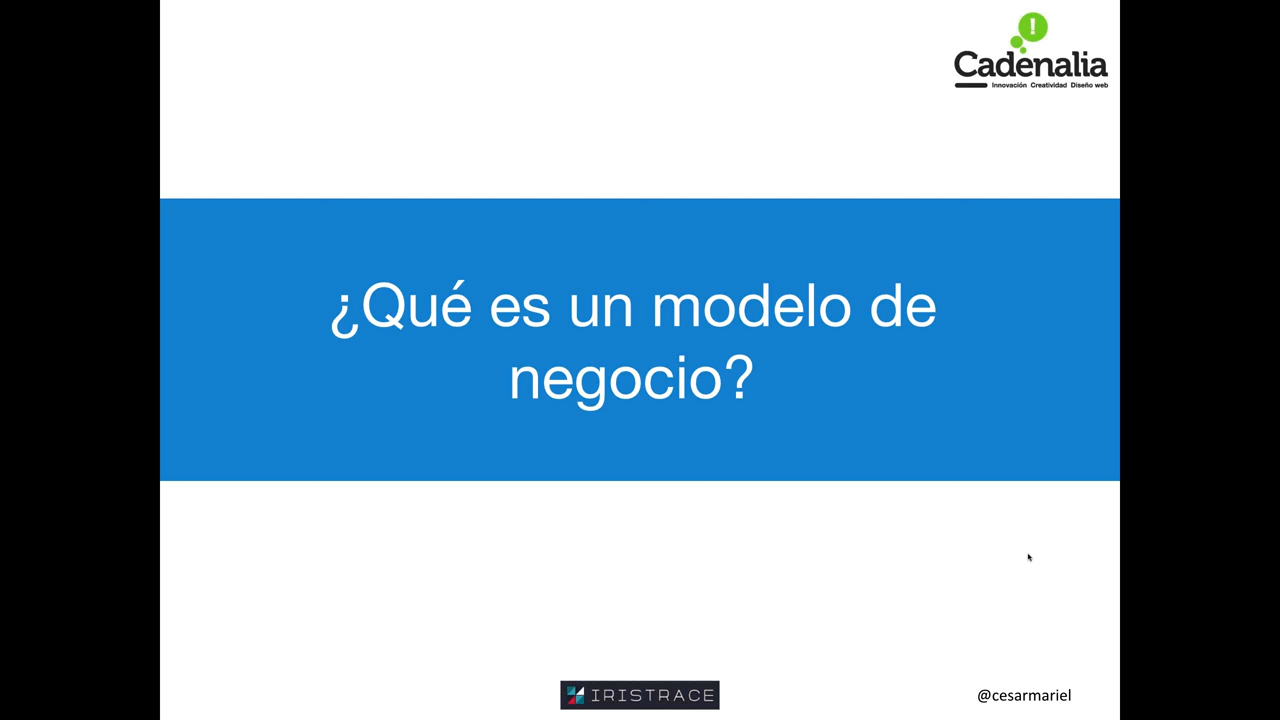 !
Cadenalia
Innovación Creatividad Diseño web
¿Qué es un modelo de
negocio?
IRISTRACE
@cesarmariel